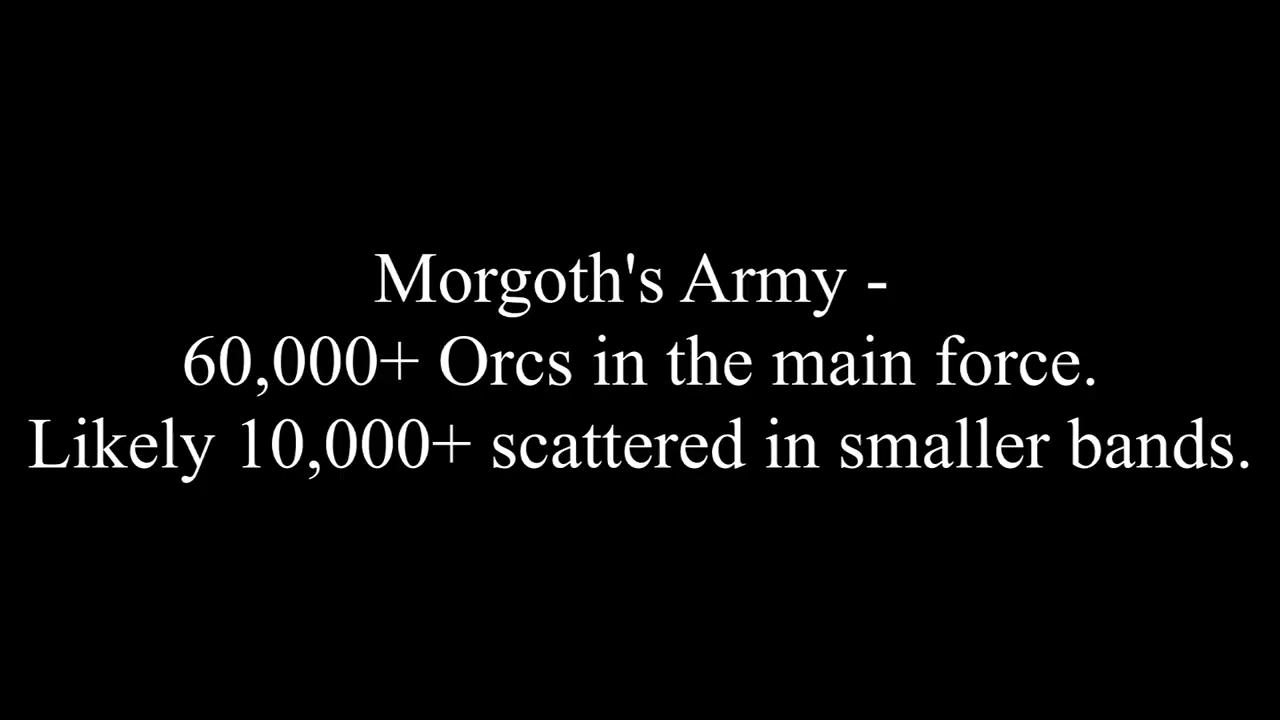 Morgoth's Army -
60,000+ Orcs in the main force.
Likely 10,000+ scattered in smaller bands.